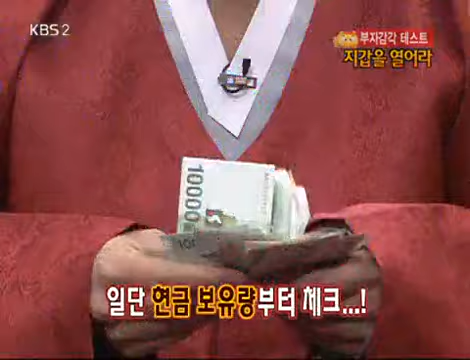 KBS2
부자감각 테스트
지갑을 열어라
10000
일단 현금 보유량부터 체크...!